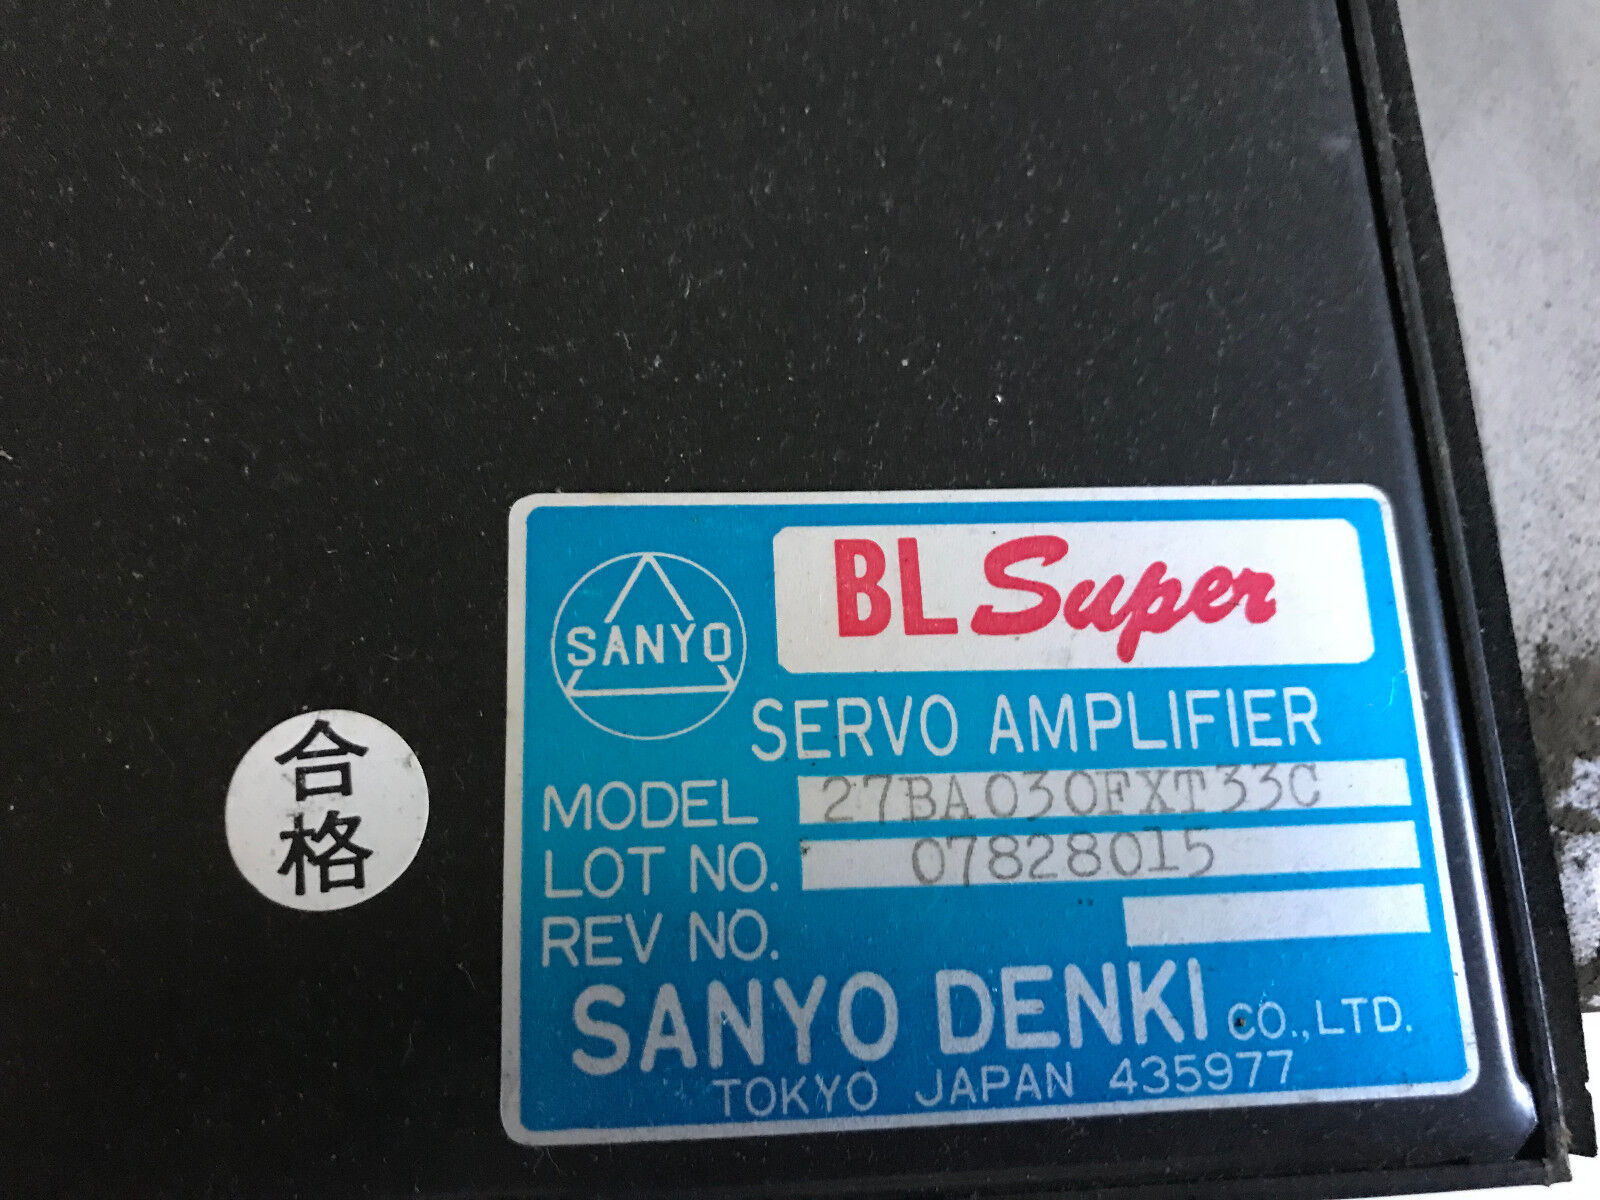 SANYO
BL Super
SERVO AMPLIFIER
MODEL 27BA030FXT33C
LOT NO. 07828015
REV NO.
SANYO DENKI CO., LTD.
TOKYO JAPAN 435977
合
格